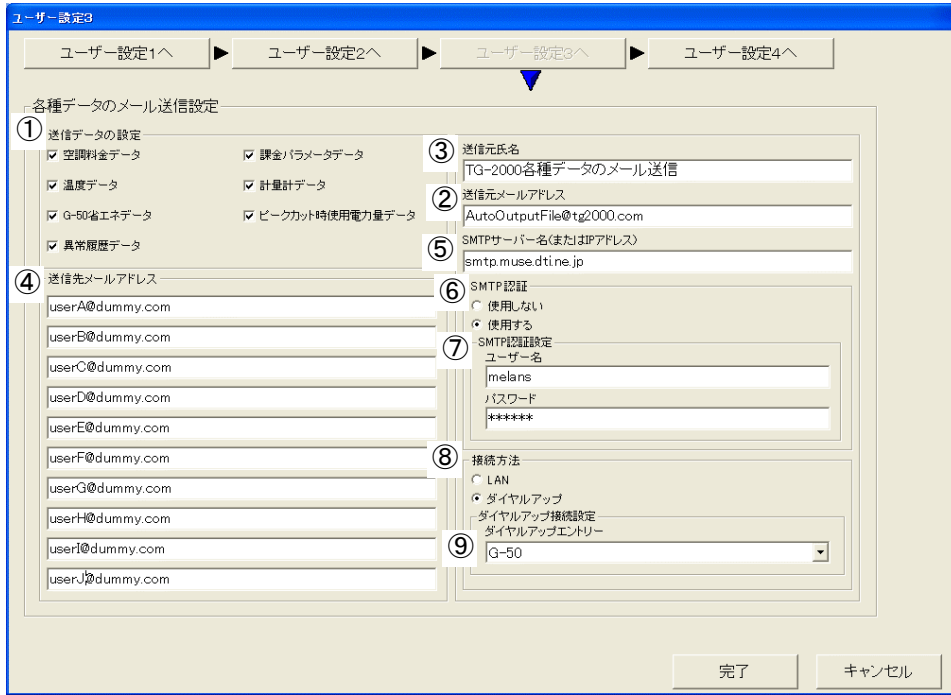 ユーザー設定3
ユーザー設定1へ ▶ ユーザー設定2へ ▶ ユーザー設定3へ ▶ ユーザー設定4へ
各種データのメール送信設定
① 送信データの設定
空調料金データ 課金パラメータデータ
温度データ 計量計データ
G-50省エネデータ ピークカット時使用電力量データ
異常履歴データ
④ 送信先メールアドレス
userA@dummy.com
userB@dummy.com
userC@dummy.com
userD@dummy.com
userE@dummy.com
userF@dummy.com
userG@dummy.com
userH@dummy.com
userI@dummy.com
userJ@dummy.com
③ 送信元氏名
TG-2000各種データのメール送信
② 送信元メールアドレス
AutoOutputFile@tg2000.com
⑤ SMTPサーバー名(またはIPアドレス)
smtp.muse.dti.ne.jp
⑥ SMTP認証
使用しない
使用する
⑦ SMTP認証設定
ユーザー名
melans
パスワード
******
⑧ 接続方法
LAN
ダイヤルアップ
ダイヤルアップ接続設定
⑨ ダイヤルアップエントリー
G-50
完了 キャンセル